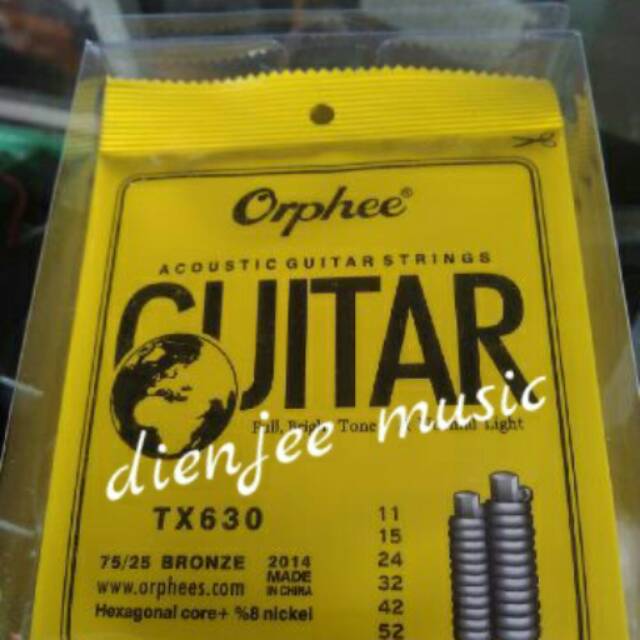 Orphee®
ACOUSTIC GUITAR STRINGS
GUITAR
Full, Bright Tone Light
dienjee music
TX630
11
15
24
32
42
52
75/25 BRONZE
www.orphees.com
2014
MADE
IN CHINA
Hexagonal core+ %8 nickel